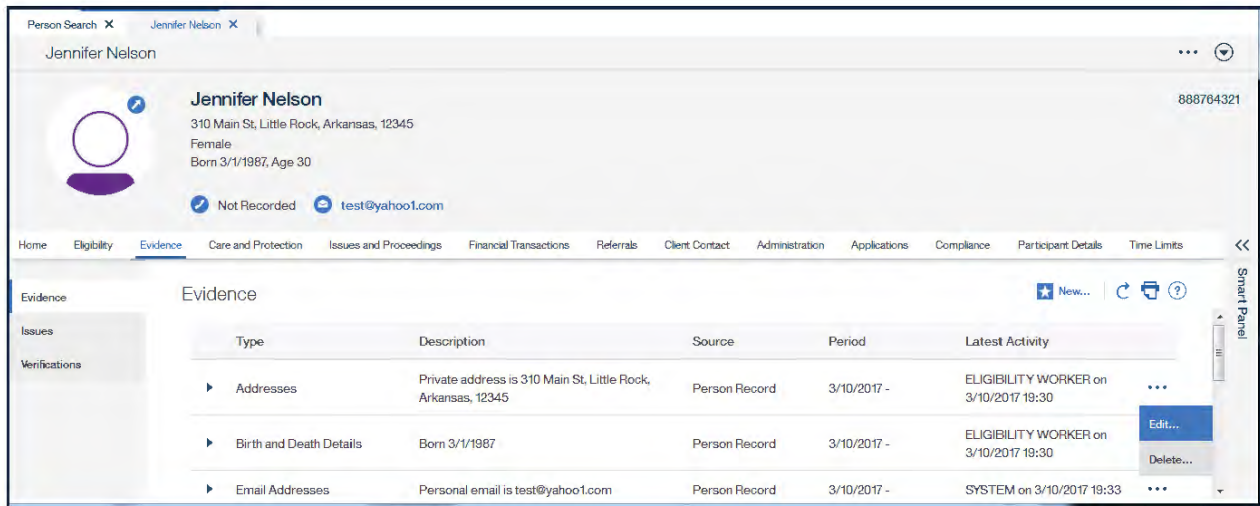 Person Search X Jennifer Nelson X
Jennifer Nelson ...
Jennifer Nelson 888764321
310 Main St, Little Rock, Arkansas, 12345
Female
Born 3/1/1987, Age 30
Not Recorded test@yahoo1.com
Home Eligibility Evidence Care and Protection Issues and Proceedings Financial Transactions Referrals Client Contact Administration Applications Compliance Participant Details Time Limits <<
Smart Panel
Evidence
Issues
Verifications
Evidence New... ?
Type Description Source Period Latest Activity
Addresses Private address is 310 Main St, Little Rock, Person Record 3/10/2017 - ELIGIBILITY WORKER on ...
Arkansas, 12345 3/10/2017 19:30
Edit...
Delete...
Birth and Death Details Born 3/1/1987 Person Record 3/10/2017 - ELIGIBILITY WORKER on
3/10/2017 19:30
Email Addresses Personal email is test@yahoo1.com Person Record 3/10/2017 - SYSTEM on 3/10/2017 19:33 ...